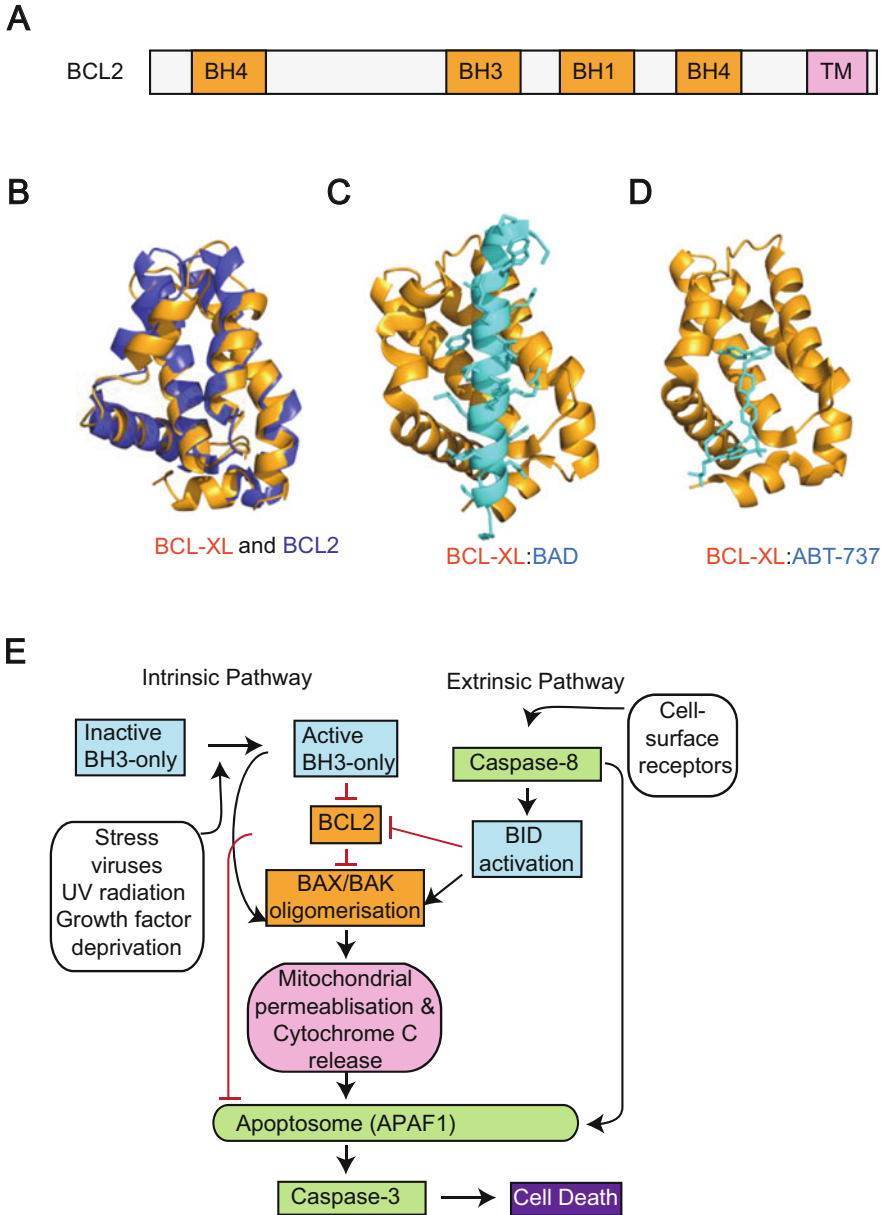 A
BCL2 BH4 BH3 BH1 BH4 TM
B C D
BCL-XL and BCL2
BCL-XL:BAD
BCL-XL:ABT-737
E
Intrinsic Pathway
Extrinsic Pathway
Inactive
BH3-only
Active
BH3-only
Caspase-8
Cell-
surface
receptors
Stress
viruses
UV radiation
Growth factor
deprivation
BCL2
BID
activation
BAX/BAK
oligomerisation
Mitochondrial
permeablisation &
Cytochrome C
release
Apoptosome (APAF1)
Caspase-3
Cell Death